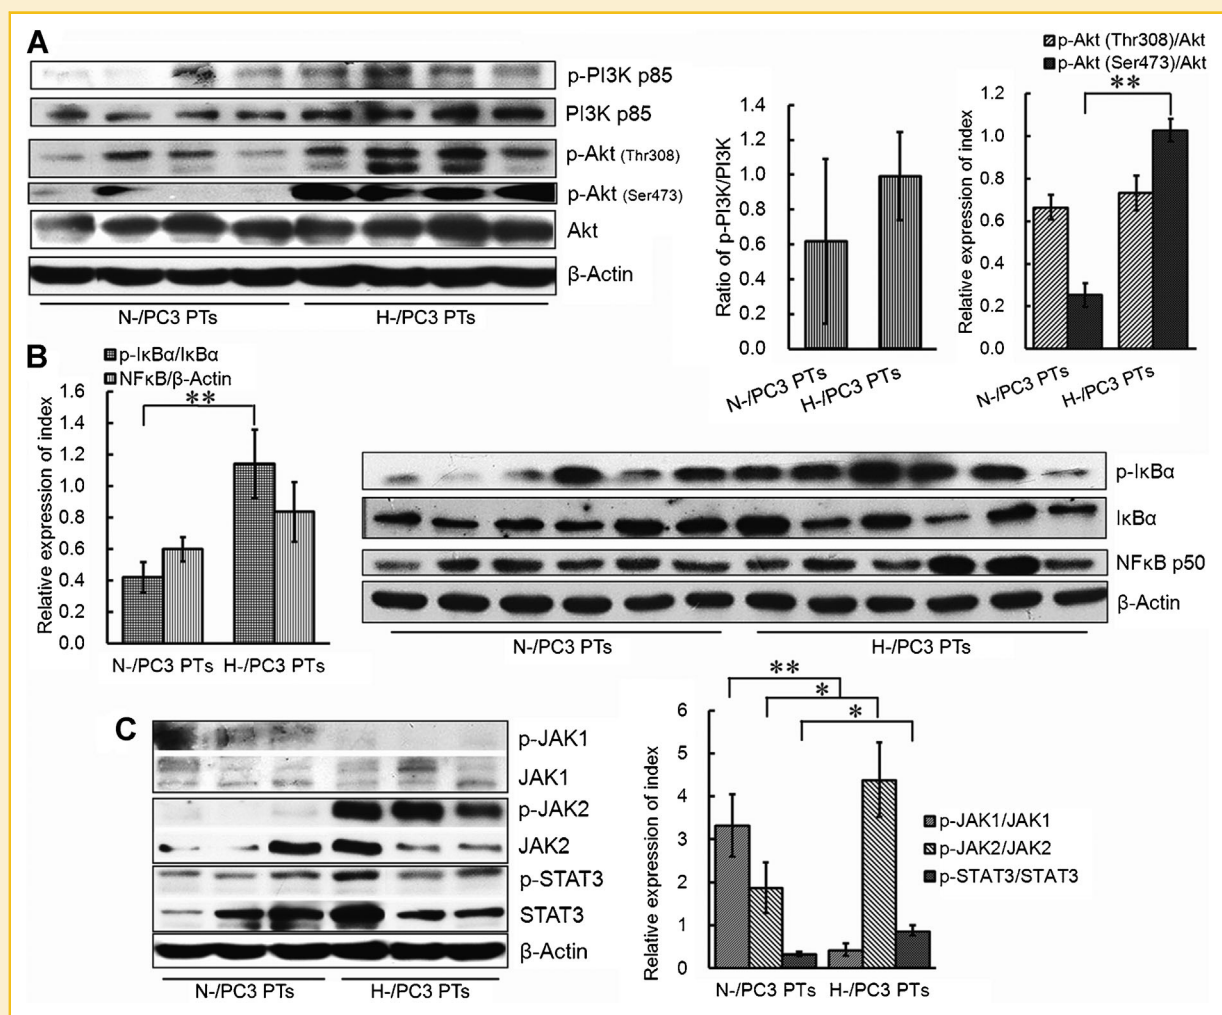 A
p-PI3K p85
PI3K p85
p-Akt (Thr308)
p-Akt (Ser473)
Akt
β-Actin
N-/PC3 PTs H-/PC3 PTs
Ratio of p-PI3K/PI3K
1.4
1.2
1.0
0.8
0.6
0.4
0.2
0.0
N-/PC3 PTs H-/PC3 PTs
p-Akt (Thr308)/Akt
p-Akt (Ser473)/Akt
**
Relative expression of index
1.2
1.0
0.8
0.6
0.4
0.2
0.0
N-/PC3 PTs H-/PC3 PTs
B
p-IκBα/IκBα
NFκB/β-Actin
**
Relative expression of index
1.6
1.4
1.2
1.0
0.8
0.6
0.4
0.2
0.0
N-/PC3 PTs H-/PC3 PTs
p-IκBα
IκBα
NFκB p50
β-Actin
N-/PC3 PTs H-/PC3 PTs
C
p-JAK1
JAK1
p-JAK2
JAK2
p-STAT3
STAT3
β-Actin
N-/PC3 PTs H-/PC3 PTs
**
*
*
Relative expression of index
6
5
4
3
2
1
0
N-/PC3 PTs H-/PC3 PTs
p-JAK1/JAK1
p-JAK2/JAK2
p-STAT3/STAT3